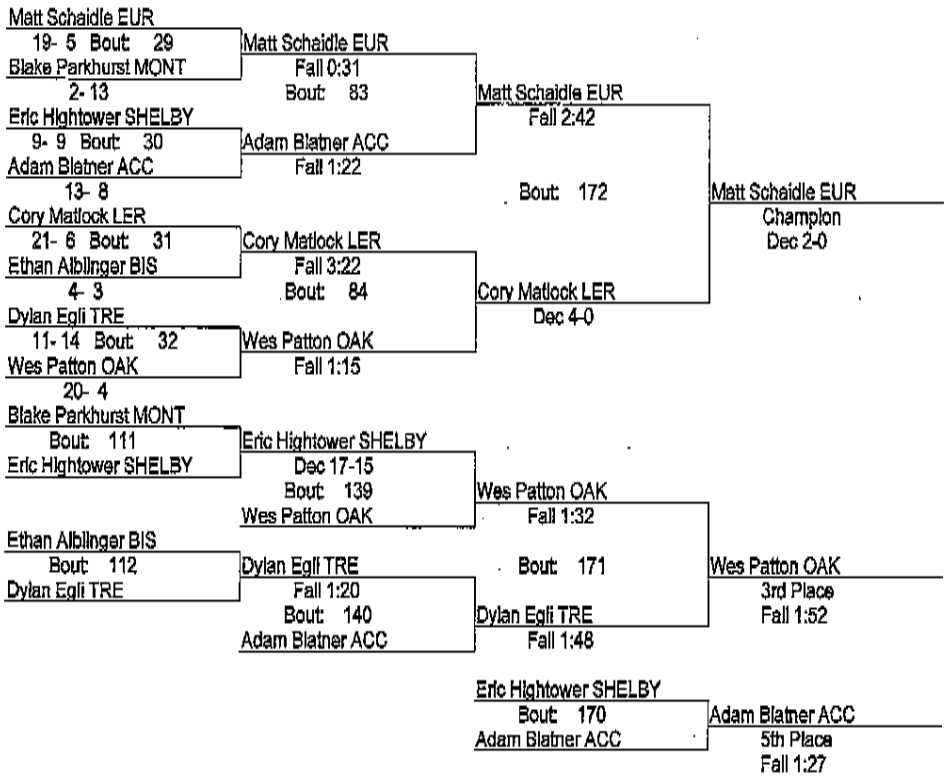 Matt Schaidle EUR
19- 5 Bout: 29
Blake Parkhurst MONT
2- 13
Eric Hightower SHELBY
9- 9 Bout: 30
Adam Blatner ACC
13- 8
Cory Matlock LER
21- 6 Bout: 31
Ethan Alblinger BIS
4- 3
Dylan Egli TRE
11- 14 Bout: 32
Wes Patton OAK
20- 4
Matt Schaidle EUR
Fall 0:31
Bout: 83
Adam Blatner ACC
Fall 1:22
Cory Matlock LER
Fall 3:22
Bout: 84
Wes Patton OAK
Fall 1:15
Matt Schaidle EUR
Fall 2:42
Bout: 172
Cory Matlock LER
Dec 4-0
Matt Schaidle EUR
Champion
Dec 2-0
Blake Parkhurst MONT
Bout: 111
Eric Hightower SHELBY
Ethan Alblinger BIS
Bout: 112
Dylan Egli TRE
Eric Hightower SHELBY
Dec 17-15
Bout: 139
Wes Patton OAK
Dylan Egli TRE
Fall 1:20
Bout: 140
Adam Blatner ACC
Wes Patton OAK
Fall 1:32
Bout: 171
Dylan Egli TRE
Fall 1:48
Wes Patton OAK
3rd Place
Fall 1:52
Eric Hightower SHELBY
Bout: 170
Adam Blatner ACC
Adam Blatner ACC
5th Place
Fall 1:27